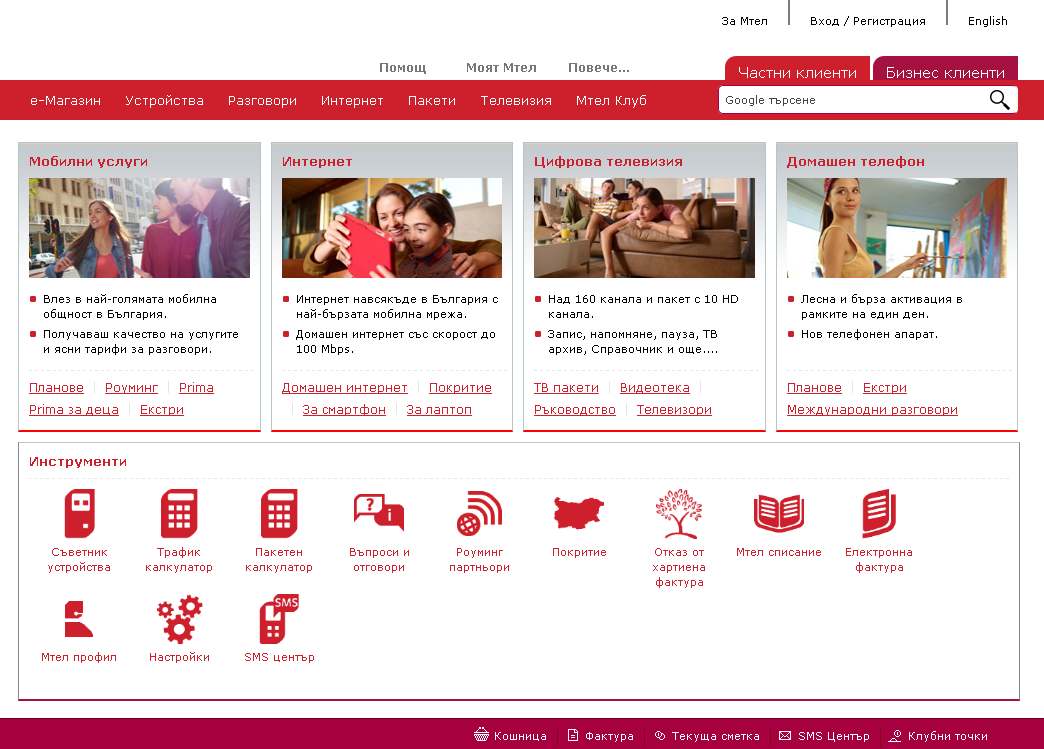 За Мтел
Вход / Регистрация
English
Помощ
Моят Мтел
Повече...
Частни клиенти
Бизнес клиенти
е-Магазин
Устройства
Разговори
Интернет
Пакети
Телевизия
Мтел Клуб
Google търсене
Мобилни услуги
Влез в най-голямата мобилна
общност в България.
Получаваш качество на услугите
и ясни тарифи за разговори.
Планове Роуминг Prima
Prima за деца Екстри
Интернет
Интернет навсякъде в България с
най-бързата мобилна мрежа.
Домашен интернет със скорост до
100 Mbps.
Домашен интернет Покритие
За смартфон За лаптоп
Цифрова телевизия
Над 160 канала и пакет с 10 HD
канала.
Запис, напомняне, пауза, ТВ
архив, Справочник и още....
ТВ пакети Видеотека
Ръководство Телевизори
Домашен телефон
Лесна и бърза активация в
рамките на един ден.
Нов телефонен апарат.
Планове Екстри
Международни разговори
Инструменти
Съветник
устройства
Трафик
калкулатор
Пакетен
калкулатор
Въпроси и
отговори
Роуминг
партньори
Покритие
Отказ от
хартиена
фактура
Мтел списание
Електронна
фактура
Мтел профил
Настройки
SMS
SMS център
Кошница
Фактура
Текуща сметка
SMS Център
Клубни точки